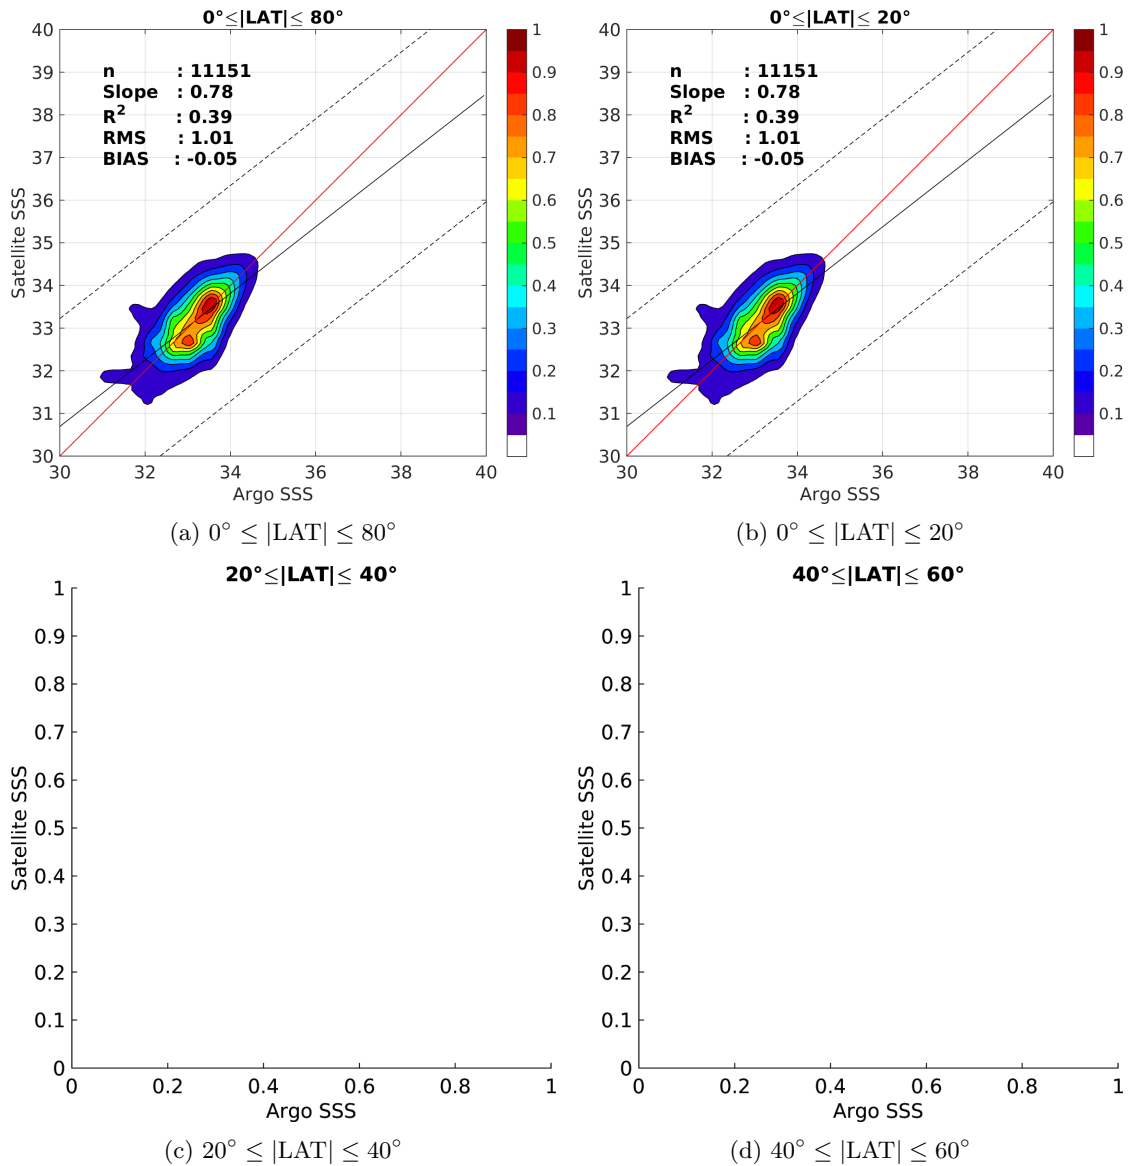 0°≤|LAT|≤ 80°
40
39
38
37
36
35
34
33
32
31
30
n : 11151
Slope : 0.78
R² : 0.39
RMS : 1.01
BIAS : -0.05
Satellite SSS
30 32 34 36 38 40
Argo SSS
1
0.9
0.8
0.7
0.6
0.5
0.4
0.3
0.2
0.1
(a) 0° ≤ |LAT| ≤ 80°
0°≤|LAT|≤ 20°
40
39
38
37
36
35
34
33
32
31
30
n : 11151
Slope : 0.78
R² : 0.39
RMS : 1.01
BIAS : -0.05
Satellite SSS
30 32 34 36 38 40
Argo SSS
1
0.9
0.8
0.7
0.6
0.5
0.4
0.3
0.2
0.1
(b) 0° ≤ |LAT| ≤ 20°
20°≤|LAT|≤ 40°
1
0.9
0.8
0.7
0.6
0.5
0.4
0.3
0.2
0.1
0
Satellite SSS
0 0.2 0.4 0.6 0.8 1
Argo SSS
(c) 20° ≤ |LAT| ≤ 40°
40°≤|LAT|≤ 60°
1
0.9
0.8
0.7
0.6
0.5
0.4
0.3
0.2
0.1
0
Satellite SSS
0 0.2 0.4 0.6 0.8 1
Argo SSS
(d) 40° ≤ |LAT| ≤ 60°